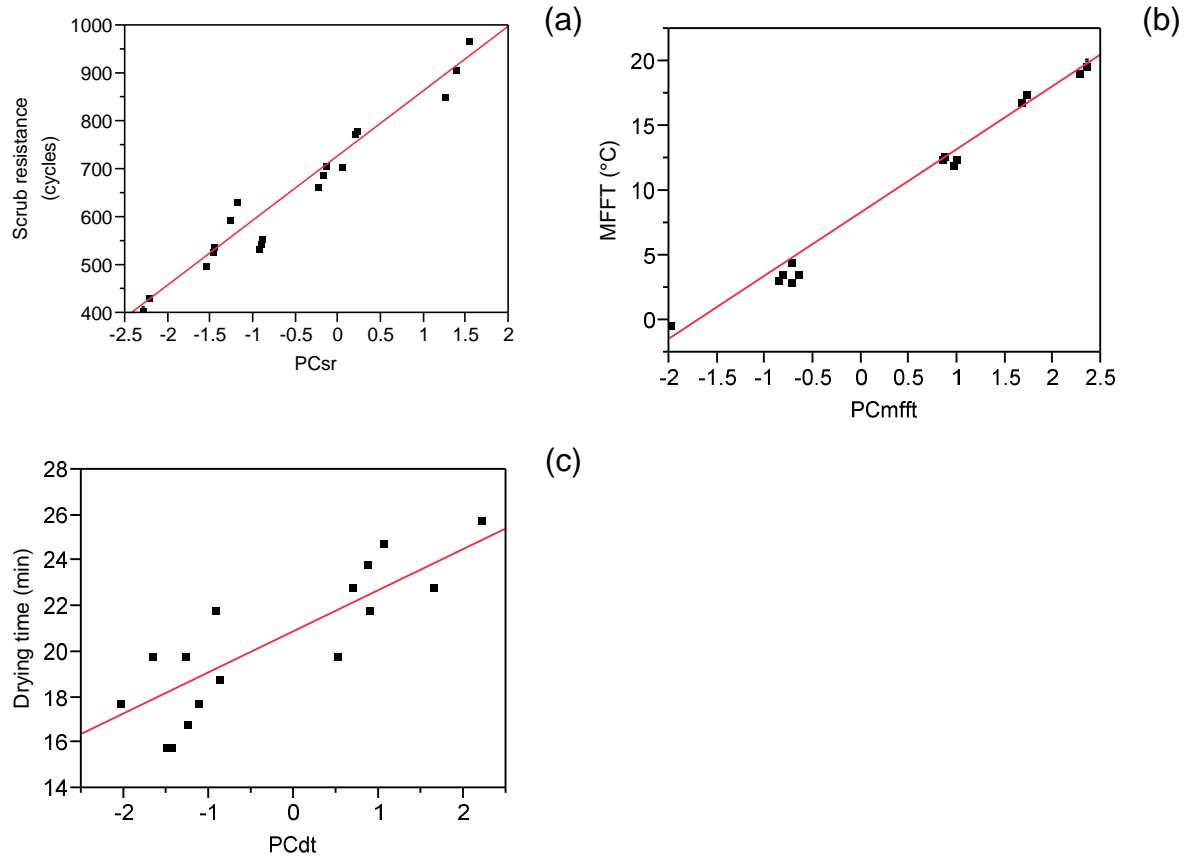 (a)
1000
900
800
700
600
500
400
Scrub resistance
(cycles)
-2.5 -2 -1.5 -1 -0.5 0 0.5 1 1.5 2
PCsr
(b)
20
15
10
5
0
MFFT (°C)
-2 -1.5 -1 -0.5 0 0.5 1 1.5 2 2.5
PCmfft
(c)
28
26
24
22
20
18
16
14
Drying time (min)
-2 -1 0 1 2
PCdt